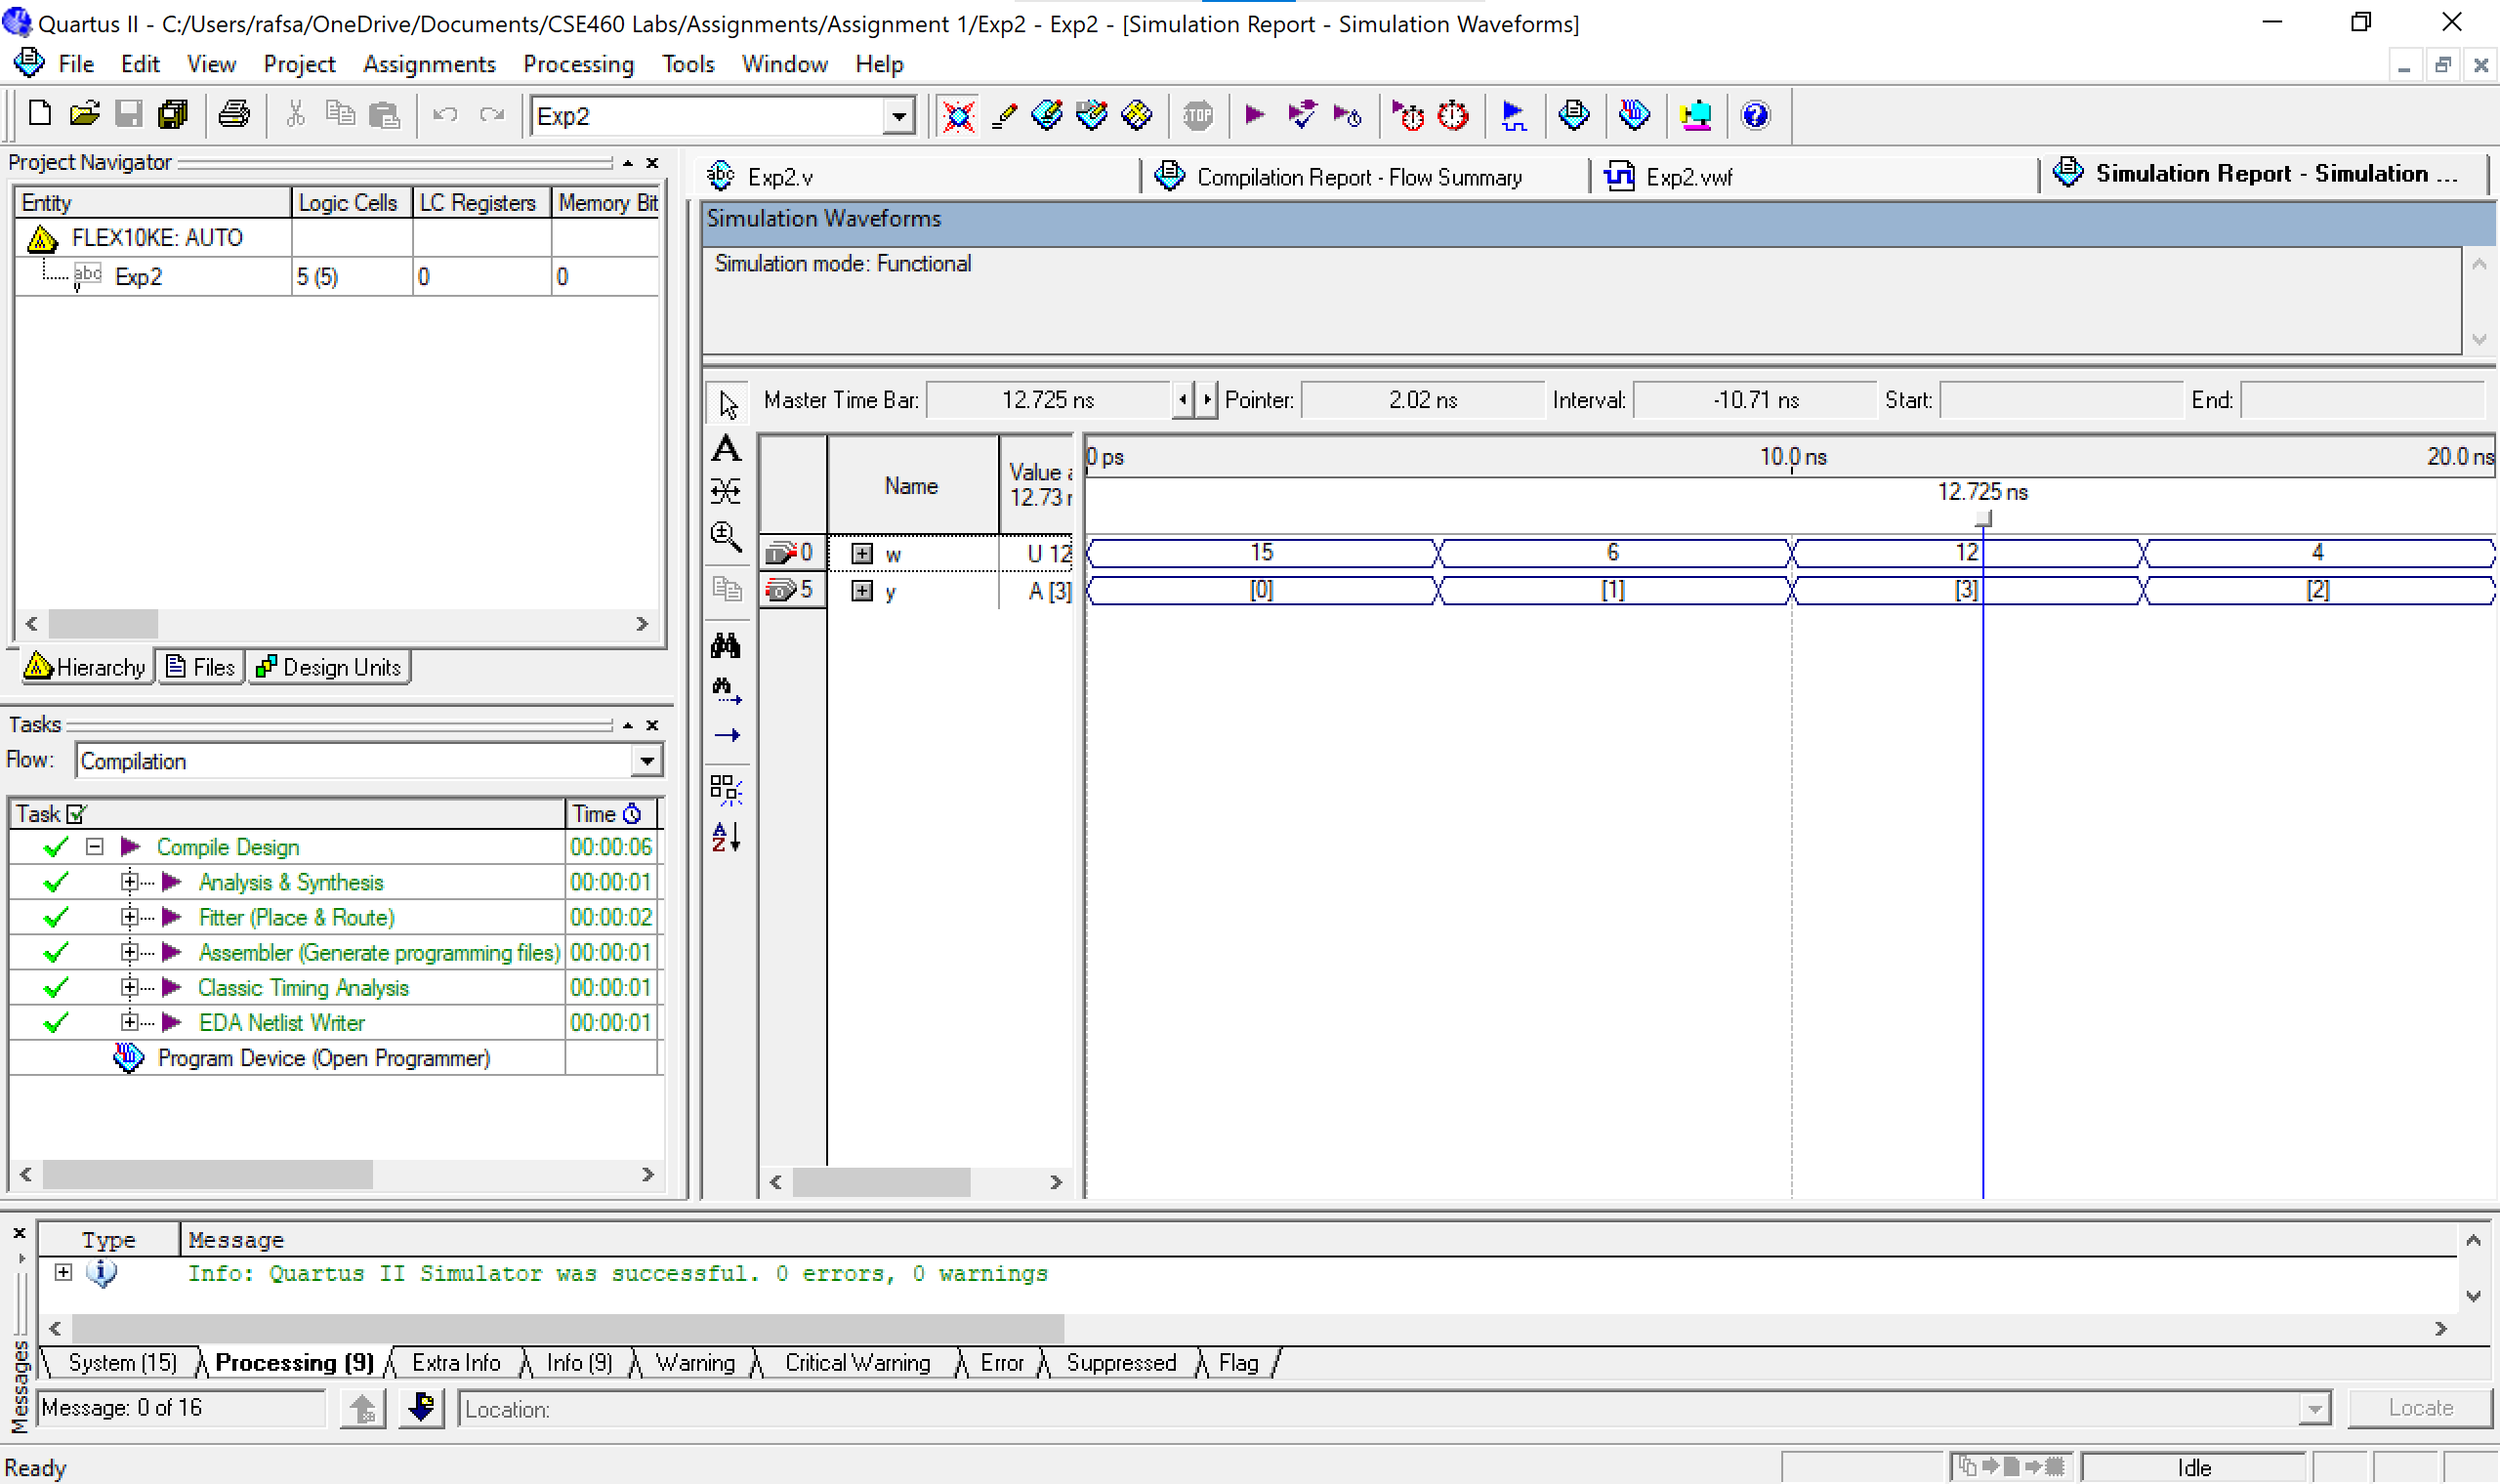 Quartus II - C:/Users/rafsa/OneDrive/Documents/CSE460 Labs/Assignments/Assignment 1/Exp2 - Exp2 - [Simulation Report - Simulation Waveforms]
File Edit View Project Assignments Processing Tools Window Help
Exp2
STOP
Project Navigator
Entity Logic Cells LC Registers Memory Bit
FLEX10KE: AUTO
abc Exp2 5 (5) 0 0
Hierarchy Files Design Units
Tasks
Flow: Compilation
Task Time
Compile Design 00:00:06
Analysis & Synthesis 00:00:01
Fitter (Place & Route) 00:00:02
Assembler (Generate programming files) 00:00:01
Classic Timing Analysis 00:00:01
EDA Netlist Writer 00:00:01
Program Device (Open Programmer)
abc Exp2.v Compilation Report - Flow Summary Exp2.vwf Simulation Report - Simulation ...
Simulation Waveforms
Simulation mode: Functional
Master Time Bar: 12.725 ns Pointer: 2.02 ns Interval: -10.71 ns Start: End:
Name Value a
12.73 n
0 ps 10.0 ns 20.0 ns
12.725 ns
0 w U 12 15 6 12 4
5 y A [3] [0] [1] [3] [2]
Type Message
Info: Quartus II Simulator was successful. 0 errors, 0 warnings
System (15) Processing (9) Extra Info Info (9) Warning Critical Warning Error Suppressed Flag
Messages
Message: 0 of 16 Location: Locate
Ready Idle